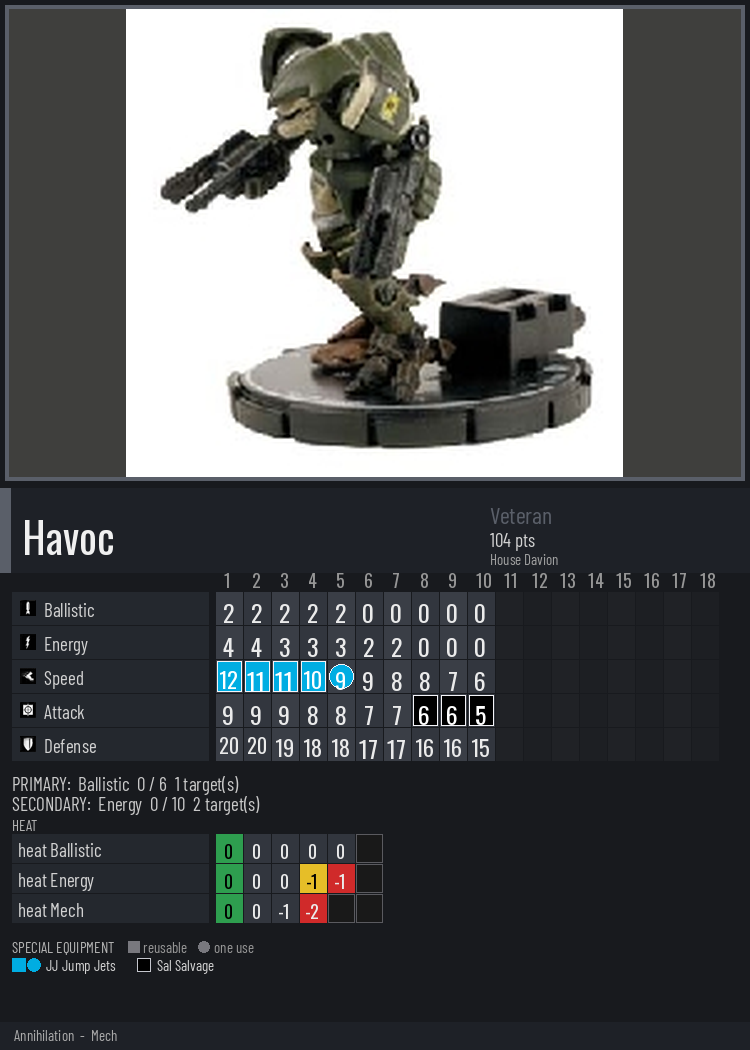 Havoc
Veteran
104 pts
House Davion
1 2 3 4 5 6 7 8 9 10 11 12 13 14 15 16 17 18
Ballistic 2 2 2 2 2 0 0 0 0 0
Energy 4 4 3 3 3 2 2 0 0 0
Speed 12 11 11 10 9 9 8 8 7 6
Attack 9 9 9 8 8 7 7 6 6 5
Defense 20 20 19 18 18 17 17 16 16 15
PRIMARY: Ballistic 0 / 6 1 target(s)
SECONDARY: Energy 0 / 10 2 target(s)
HEAT
heat Ballistic 0 0 0 0 0
heat Energy 0 0 0 -1 -1
heat Mech 0 0 -1 -2
SPECIAL EQUIPMENT reusable one use
JJ Jump Jets Sal Salvage
Annihilation - Mech